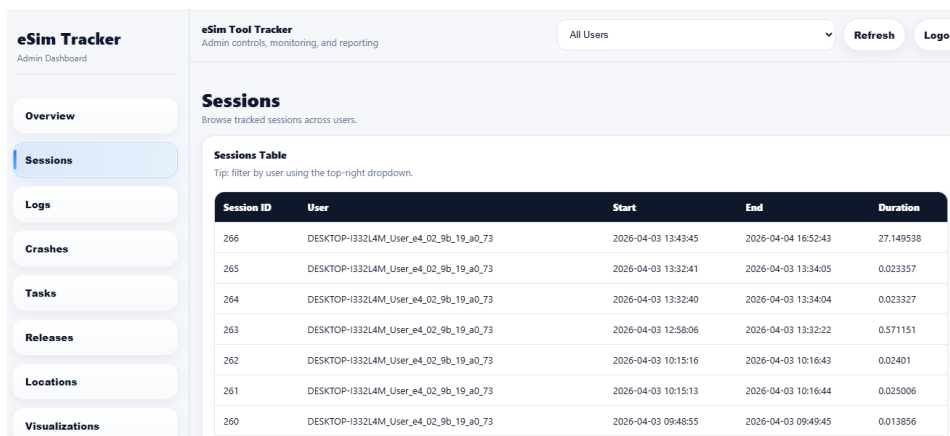 eSim Tracker
Admin Dashboard
Overview
Sessions
Logs
Crashes
Tasks
Releases
Locations
Visualizations
eSim Tool Tracker
Admin controls, monitoring, and reporting
All Users
Refresh
Logo
Sessions
Browse tracked sessions across users.
Sessions Table
Tip: filter by user using the top-right dropdown.
Session ID User Start End Duration
266 DESKTOP-I332L4M_User_e4_02_9b_19_a0_73 2026-04-03 13:43:45 2026-04-04 16:52:43 27.149538
265 DESKTOP-I332L4M_User_e4_02_9b_19_a0_73 2026-04-03 13:32:41 2026-04-03 13:34:05 0.023357
264 DESKTOP-I332L4M_User_e4_02_9b_19_a0_73 2026-04-03 13:32:40 2026-04-03 13:34:04 0.023327
263 DESKTOP-I332L4M_User_e4_02_9b_19_a0_73 2026-04-03 12:58:06 2026-04-03 13:32:22 0.571151
262 DESKTOP-I332L4M_User_e4_02_9b_19_a0_73 2026-04-03 10:15:16 2026-04-03 10:16:43 0.02401
261 DESKTOP-I332L4M_User_e4_02_9b_19_a0_73 2026-04-03 10:15:13 2026-04-03 10:16:44 0.025006
260 DESKTOP-I332L4M_User_e4_02_9b_19_a0_73 2026-04-03 09:48:55 2026-04-03 09:49:45 0.013856